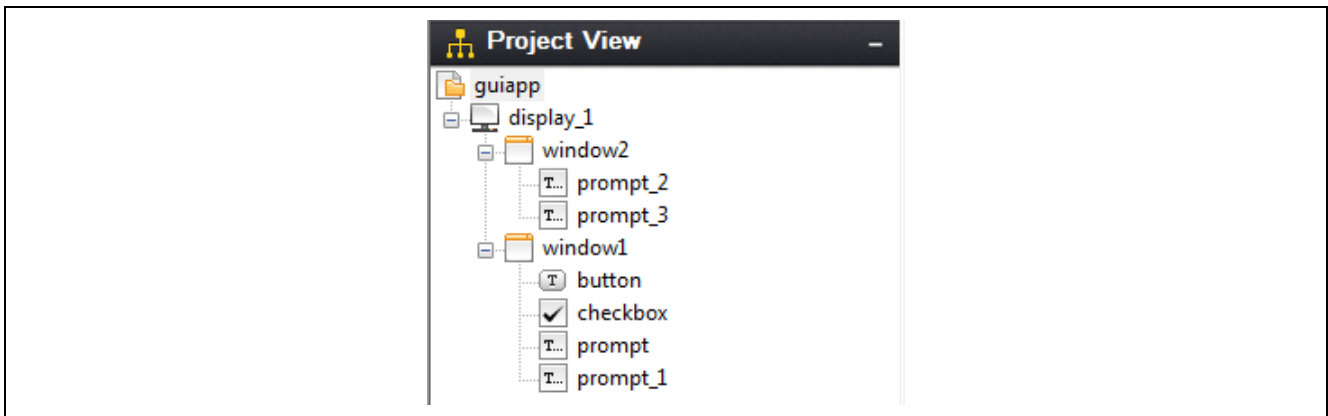 Project View
guiapp
display_1
window2
T... prompt_2
T... prompt_3
window1
T button
checkbox
T... prompt
T... prompt_1